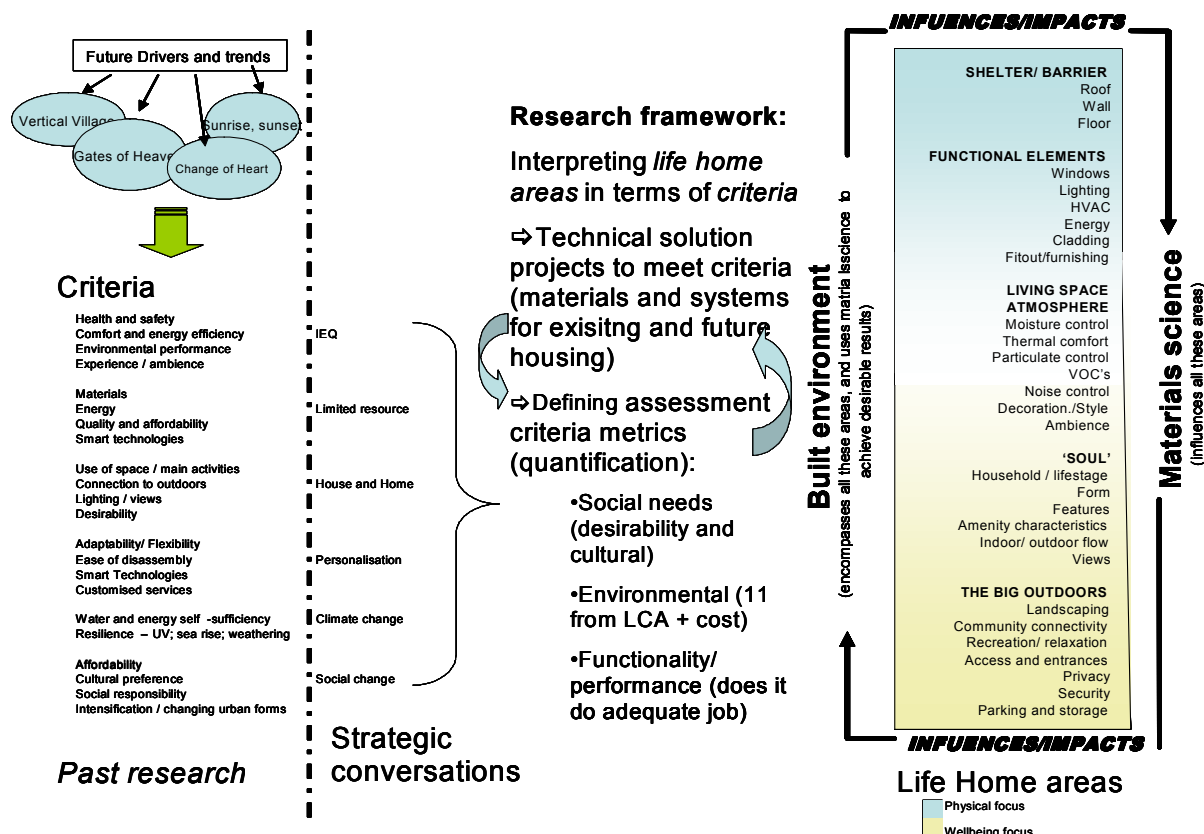 Future Drivers and trends
Vertical Village
Sunrise, sunset
Gates of Heave
Change of Heart
Criteria
Health and safety
Comfort and energy efficiency
Environmental performance
Experience / ambience
Materials
Energy
Quality and affordability
Smart technologies
Use of space / main activities
Connection to outdoors
Lighting / views
Desirability
Adaptability/ Flexibility
Ease of disassembly
Smart Technologies
Customised services
Water and energy self -sufficiency
Resilience – UV; sea rise; weathering
Affordability
Cultural preference
Social responsibility
Intensification / changing urban forms
Past research
IEQ
Limited resource
House and Home
Personalisation
Climate change
Social change
Strategic
conversations
Research framework:
Interpreting life home
areas in terms of criteria
⇨Technical solution
projects to meet criteria
(materials and systems
for exisitng and future
housing)
⇨Defining assessment
criteria metrics
(quantification):
•Social needs
(desirability and
cultural)
•Environmental (11
from LCA + cost)
•Functionality/
performance (does it
do adequate job)
Built environment
(encompasses all these areas, and uses matria lsscience to
achieve desirable results)
INFUENCES/IMPACTS
SHELTER/ BARRIER
Roof
Wall
Floor
FUNCTIONAL ELEMENTS
Windows
Lighting
HVAC
Energy
Cladding
Fitout/furnishing
LIVING SPACE
ATMOSPHERE
Moisture control
Thermal comfort
Particulate control
VOC's
Noise control
Decoration./Style
Ambience
‘SOUL’
Household / lifestage
Form
Features
Amenity characteristics
Indoor/ outdoor flow
Views
THE BIG OUTDOORS
Landscaping
Community connectivity
Recreation/ relaxation
Access and entrances
Privacy
Security
Parking and storage
INFUENCES/IMPACTS
Materials science
(influences all these areas)
Life Home areas
Physical focus
Wellbeing focus